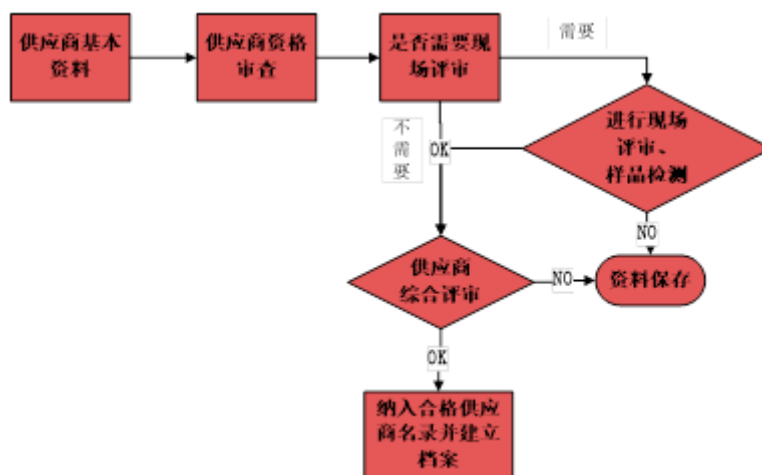 供应商基本
资料
供应商资格
审查
是否需要现
场评审
需要
不
需
要
OK
进行现场
评审、
样品检测
NO
供应商
综合评审
NO
资料保存
OK
纳入合格供应
商名录并建立
档案